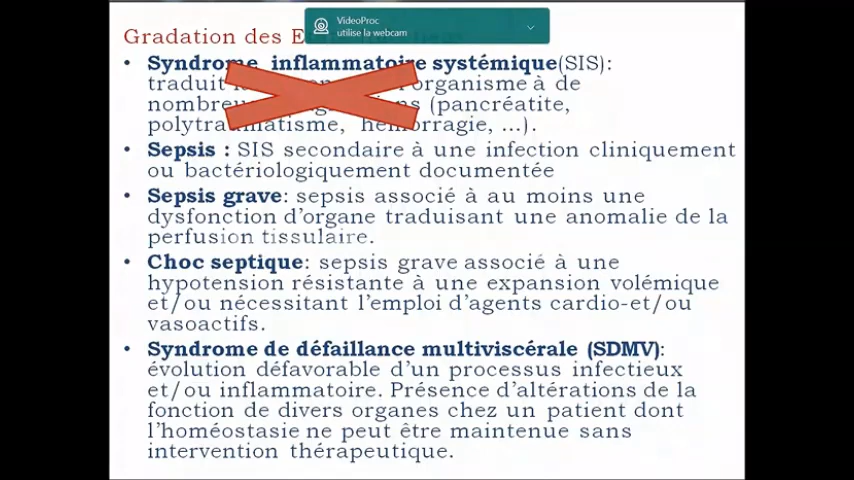 VideoProc
utilise la webcam
Gradation des
Syndrome inflammatoire systémique(SIS):
traduit organisme à de
(pancréatite,
polytraumatisme, hémorragie, ...).
Sepsis : SIS secondaire à une infection cliniquement
ou bactériologiquement documentée
Sepsis grave: sepsis associé à au moins une
dysfonction d'organe traduisant une anomalie de la
perfusion tissulaire.
Choc septique: sepsis grave associé à une
hypotension résistante à une expansion volémique
et/ou nécessitant l'emploi d'agents cardio-et/ou
vasoactifs.
Syndrome de défaillance multiviscérale (SDMV):
évolution défavorable d'un processus infectieux
et/ou inflammatoire. Présence d'altérations de la
fonction de divers organes chez un patient dont
l'homéostasie ne peut être maintenue sans
intervention thérapeutique.